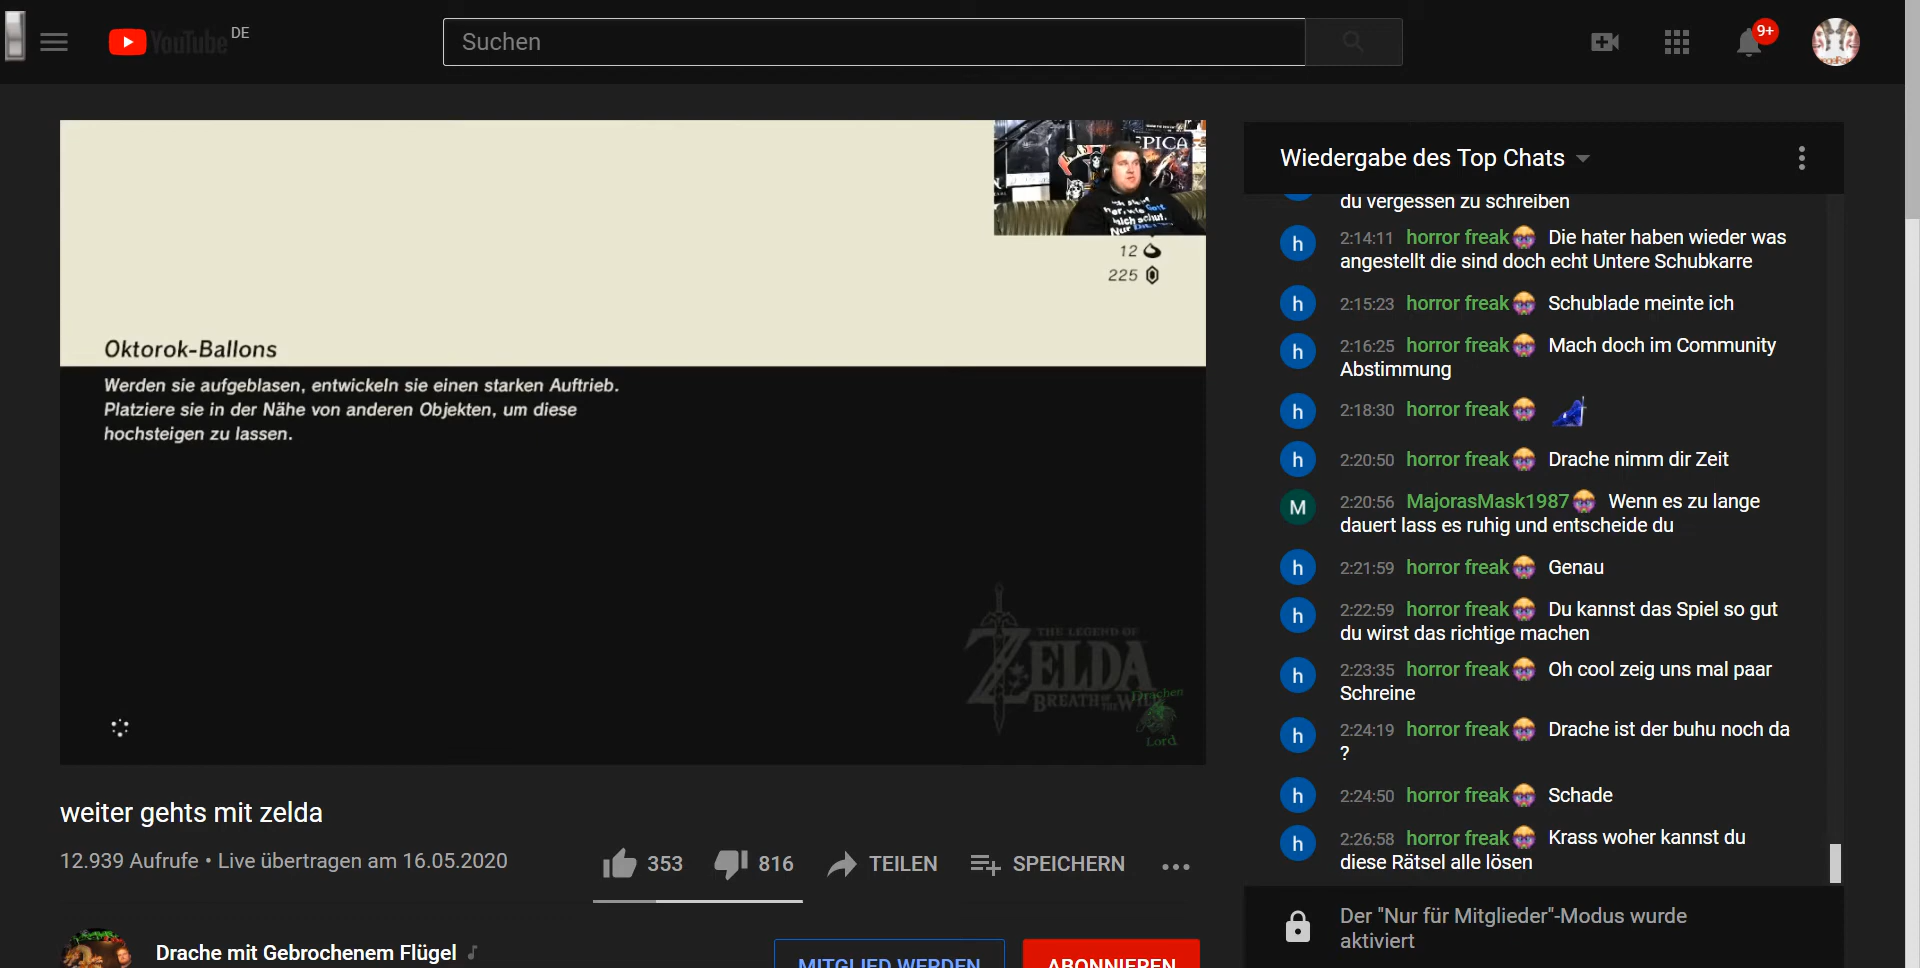 YouTube DE
Suchen
9+
EPICA
12
225
Oktorok-Ballons
Werden sie aufgeblasen, entwickeln sie einen starken Auftrieb.
Platziere sie in der Nähe von anderen Objekten, um diese
hochsteigen zu lassen.
THE LEGEND OF
ZELDA
BREATH OF THE WILD
Drachen
Lord
weiter gehts mit zelda
12.939 Aufrufe • Live übertragen am 16.05.2020
353
816
TEILEN
SPEICHERN
Drache mit Gebrochenem Flügel
MITGLIED WERDEN
ABONNIEREN
Wiedergabe des Top Chats
du vergessen zu schreiben
h 2:14:11 horror freak Die hater haben wieder was
angestellt die sind doch echt Untere Schubkarre
h 2:15:23 horror freak Schublade meinte ich
h 2:16:25 horror freak Mach doch im Community
Abstimmung
h 2:18:30 horror freak
h 2:20:50 horror freak Drache nimm dir Zeit
M 2:20:56 MajorasMask1987 Wenn es zu lange
dauert lass es ruhig und entscheide du
h 2:21:59 horror freak Genau
h 2:22:59 horror freak Du kannst das Spiel so gut
du wirst das richtige machen
h 2:23:35 horror freak Oh cool zeig uns mal paar
Schreine
h 2:24:19 horror freak Drache ist der buhu noch da
?
h 2:24:50 horror freak Schade
h 2:26:58 horror freak Krass woher kannst du
diese Rätsel alle lösen
Der "Nur für Mitglieder"-Modus wurde
aktiviert